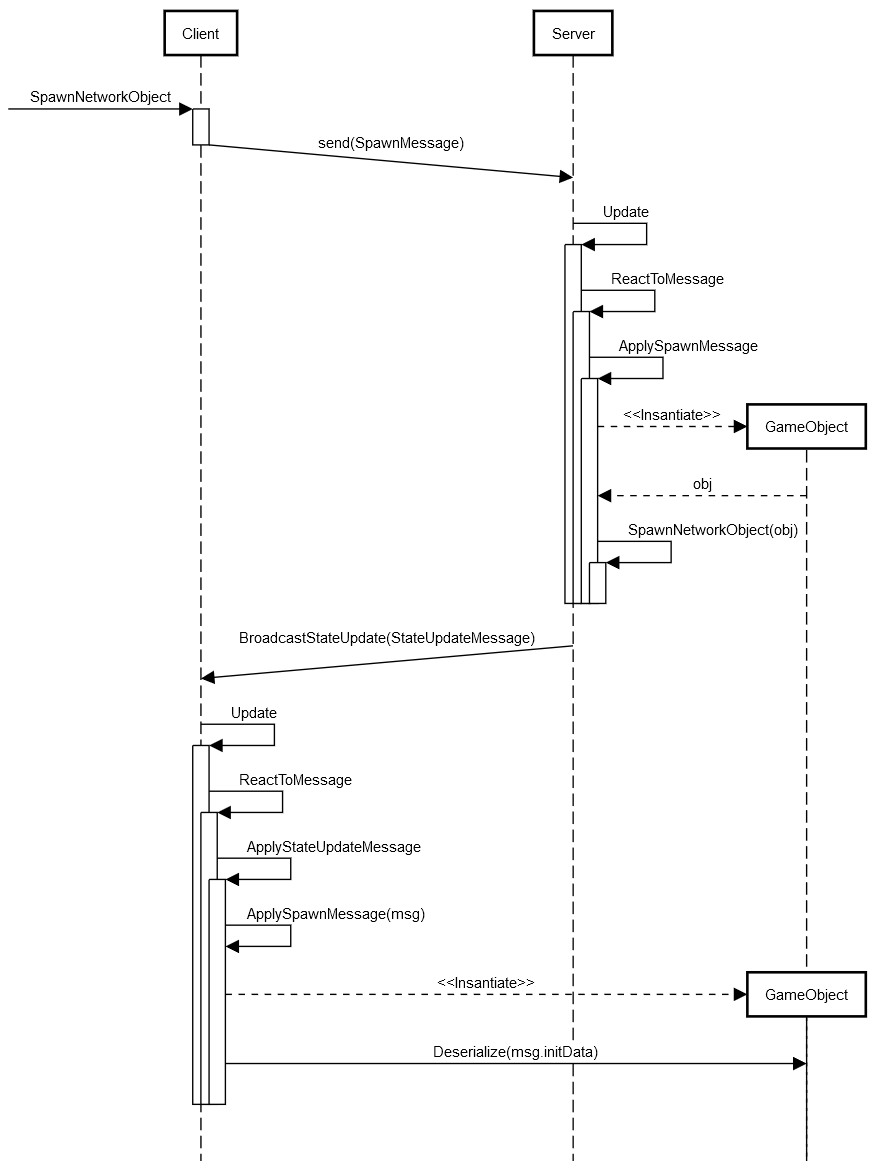 Client
Server
SpawnNetworkObject
send(SpawnMessage)
Update
ReactToMessage
ApplySpawnMessage
<<Insantiate>>
GameObject
obj
SpawnNetworkObject(obj)
BroadcastStateUpdate(StateUpdateMessage)
Update
ReactToMessage
ApplyStateUpdateMessage
ApplySpawnMessage(msg)
<<Insantiate>>
GameObject
Deserialize(msg.initData)